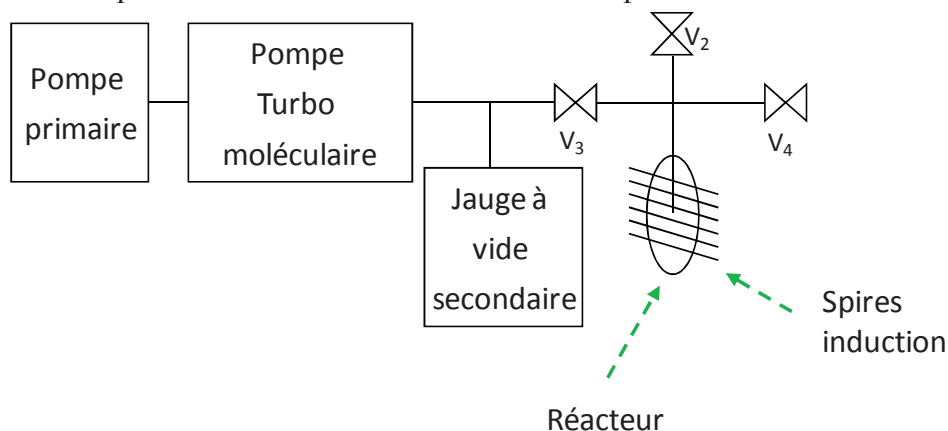 Pompe
primaire
Pompe
Turbo
moléculaire
Jauge à
vide
secondaire
V2
V3
V4
Spires
induction
Réacteur